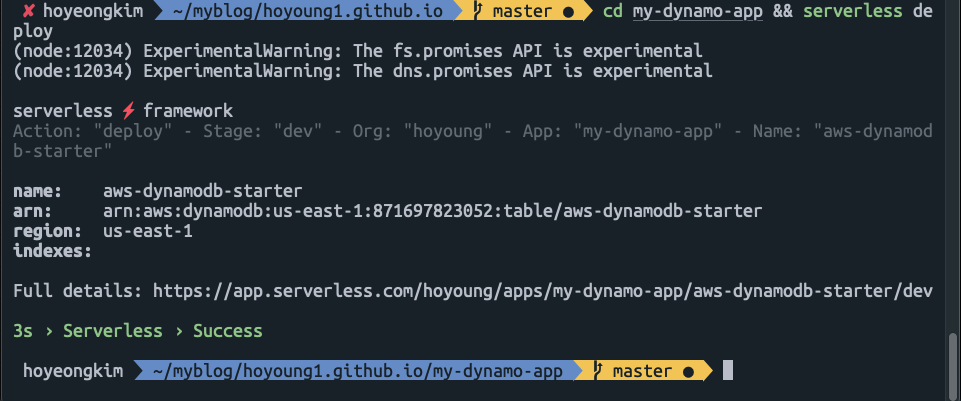 ✘ hoyeongkim ~/myblog/hoyoung1.github.io master ● cd my-dynamo-app && serverless de
ploy
(node:12034) ExperimentalWarning: The fs.promises API is experimental
(node:12034) ExperimentalWarning: The dns.promises API is experimental
serverless ⚡ framework
Action: "deploy" - Stage: "dev" - Org: "hoyoung" - App: "my-dynamo-app" - Name: "aws-dynamod
b-starter"
name: aws-dynamodb-starter
arn: arn:aws:dynamodb:us-east-1:871697823052:table/aws-dynamodb-starter
region: us-east-1
indexes:
Full details: https://app.serverless.com/hoyoung/apps/my-dynamo-app/aws-dynamodb-starter/dev
3s › Serverless › Success
hoyeongkim ~/myblog/hoyoung1.github.io/my-dynamo-app master ●